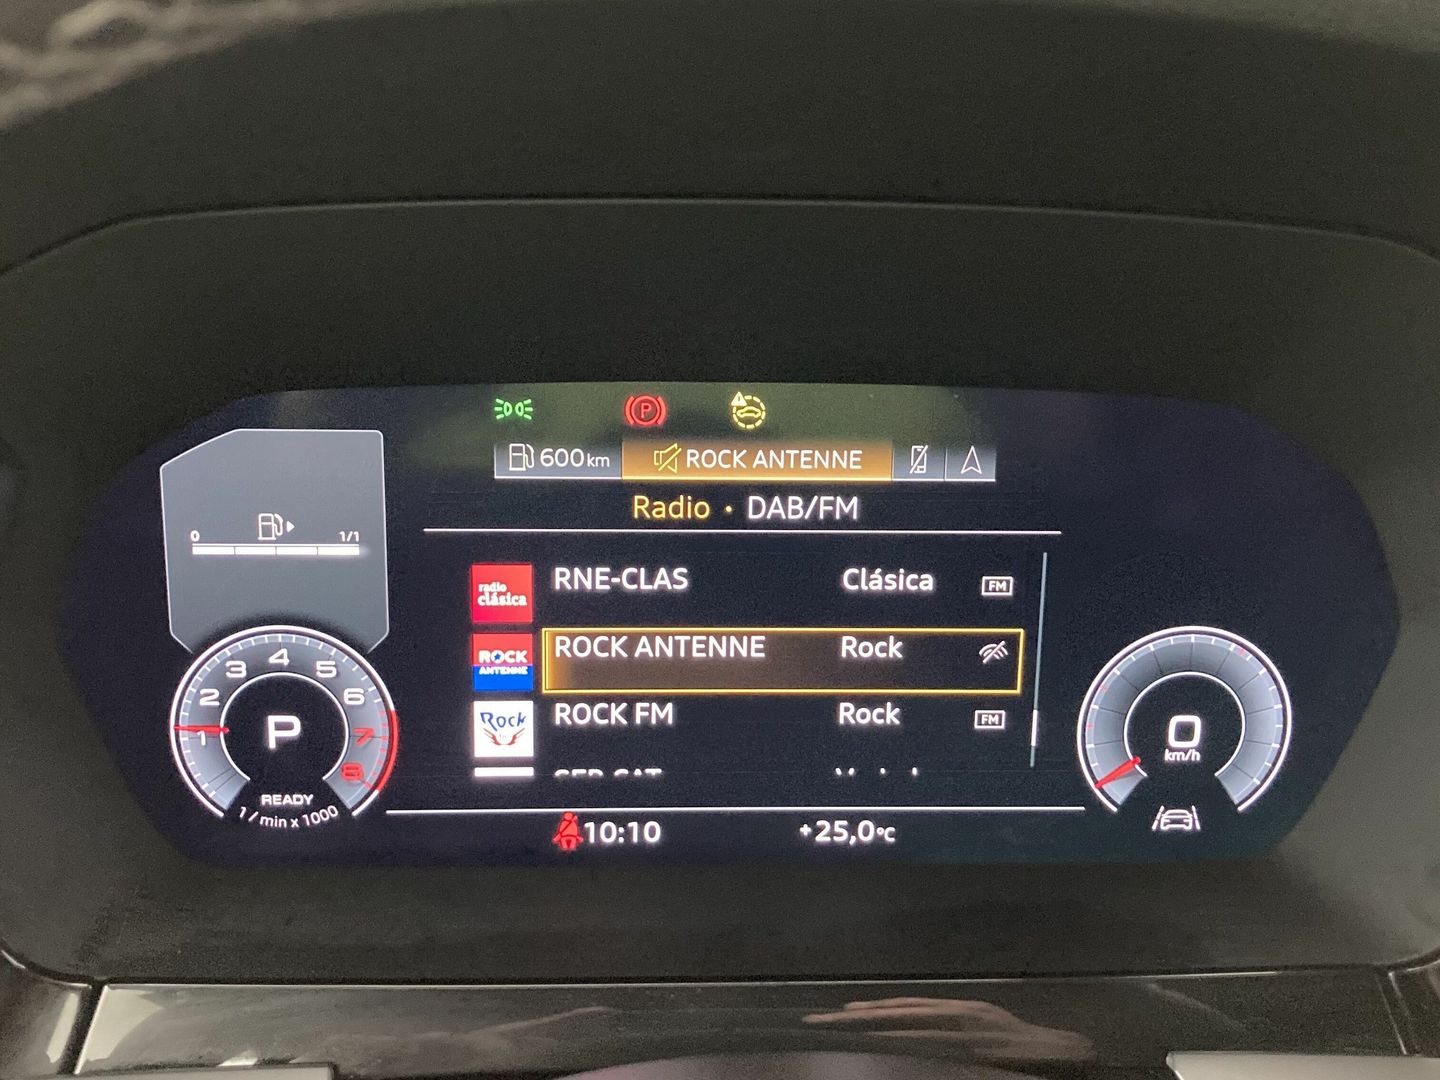 P
600 km ROCK ANTENNE
Radio · DAB/FM
0 1/1
radio
clásica
RNE-CLAS Clásica FM
ROCK
ANTENNE
ROCK ANTENNE Rock
Rock
ROCK FM Rock FM
1 2 3 4 5 6 7 8
P
READY
1 / min x 1000
0
km/h
10:10 +25,0°C